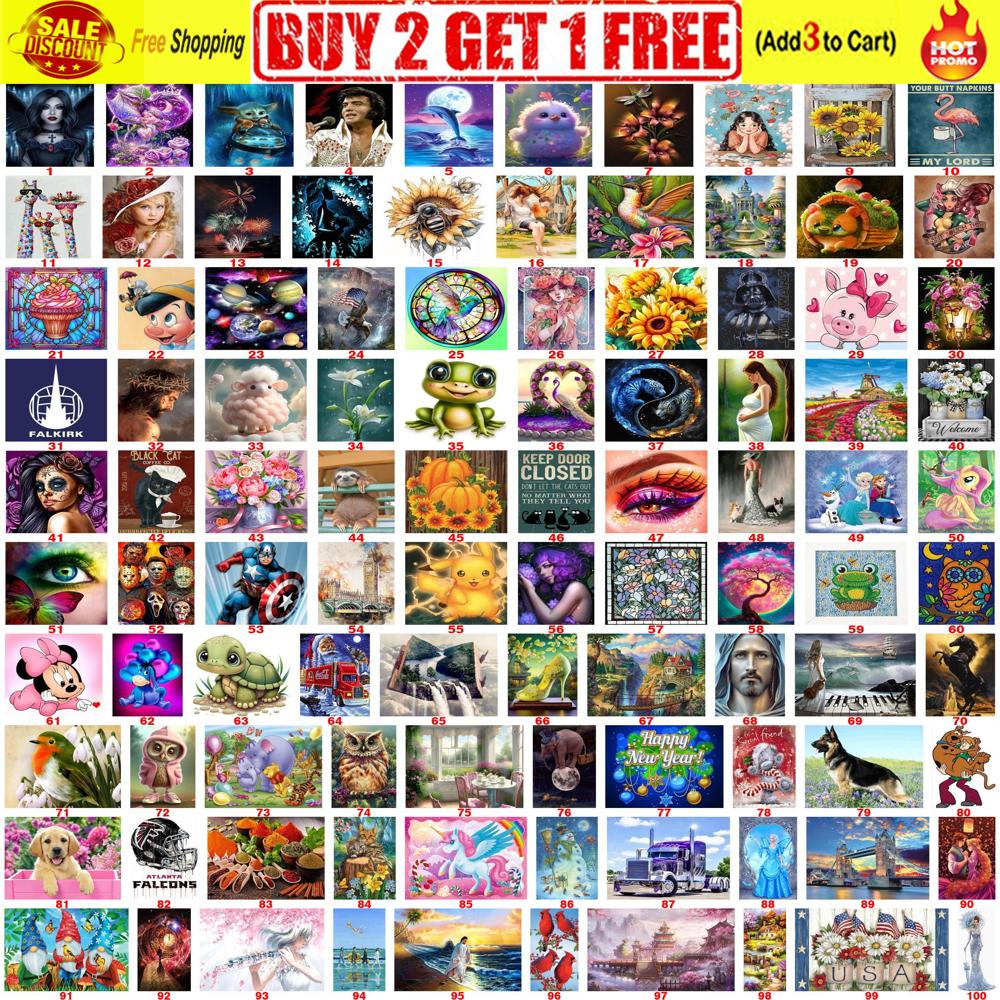 SALE
DISCOUNT
Free Shopping
BUY 2 GET 1 FREE
(Add 3 to Cart)
HOT
PROMO
YOUR BUTT NAPKINS
MY LORD
1 2 3 4 5 6 7 8 9 10
11 12 13 14 15 16 17 18 19 20
21 22 23 24 25 26 27 28 29 30
FALKIRK
Welcome
31 32 33 34 35 36 37 38 39 40
BLACK CAT
COFFEE CO.
KEEP DOOR
CLOSED
DON'T LET THE CATS OUT
NO MATTER WHAT
THEY TELL YOU
41 42 43 44 45 46 47 48 49 50
51 52 53 54 55 56 57 58 59 60
61 62 63 64 65 66 67 68 69 70
Happy
New Year!
friend
71 72 73 74 75 76 77 78 79 80
ATLANTA
FALCONS
81 82 83 84 85 86 87 88 89 90
USA
91 92 93 94 95 96 97 98 99 100